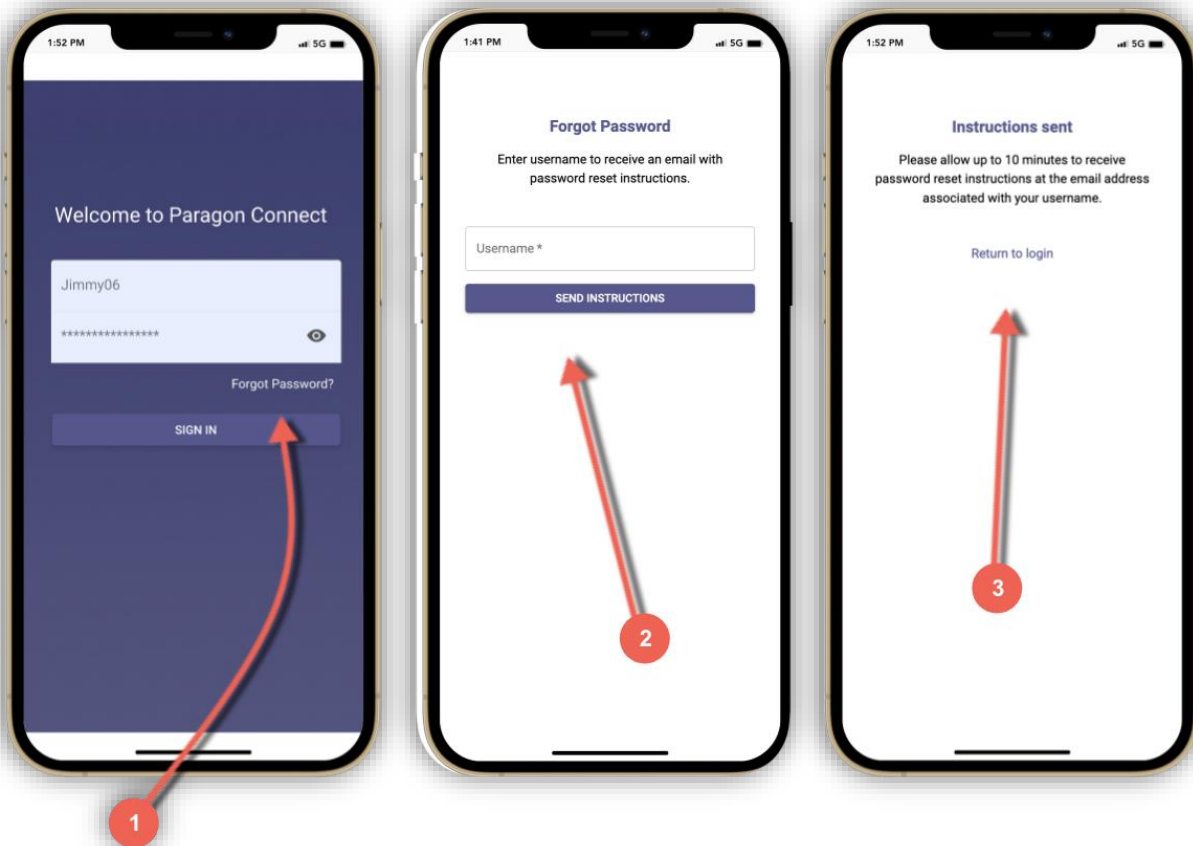 1:52 PM
5G
Welcome to Paragon Connect
Jimmy06
****************
Forgot Password?
SIGN IN
1
1:41 PM
5G
Forgot Password
Enter username to receive an email with
password reset instructions.
Username *
SEND INSTRUCTIONS
2
1:52 PM
5G
Instructions sent
Please allow up to 10 minutes to receive
password reset instructions at the email address
associated with your username.
Return to login
3